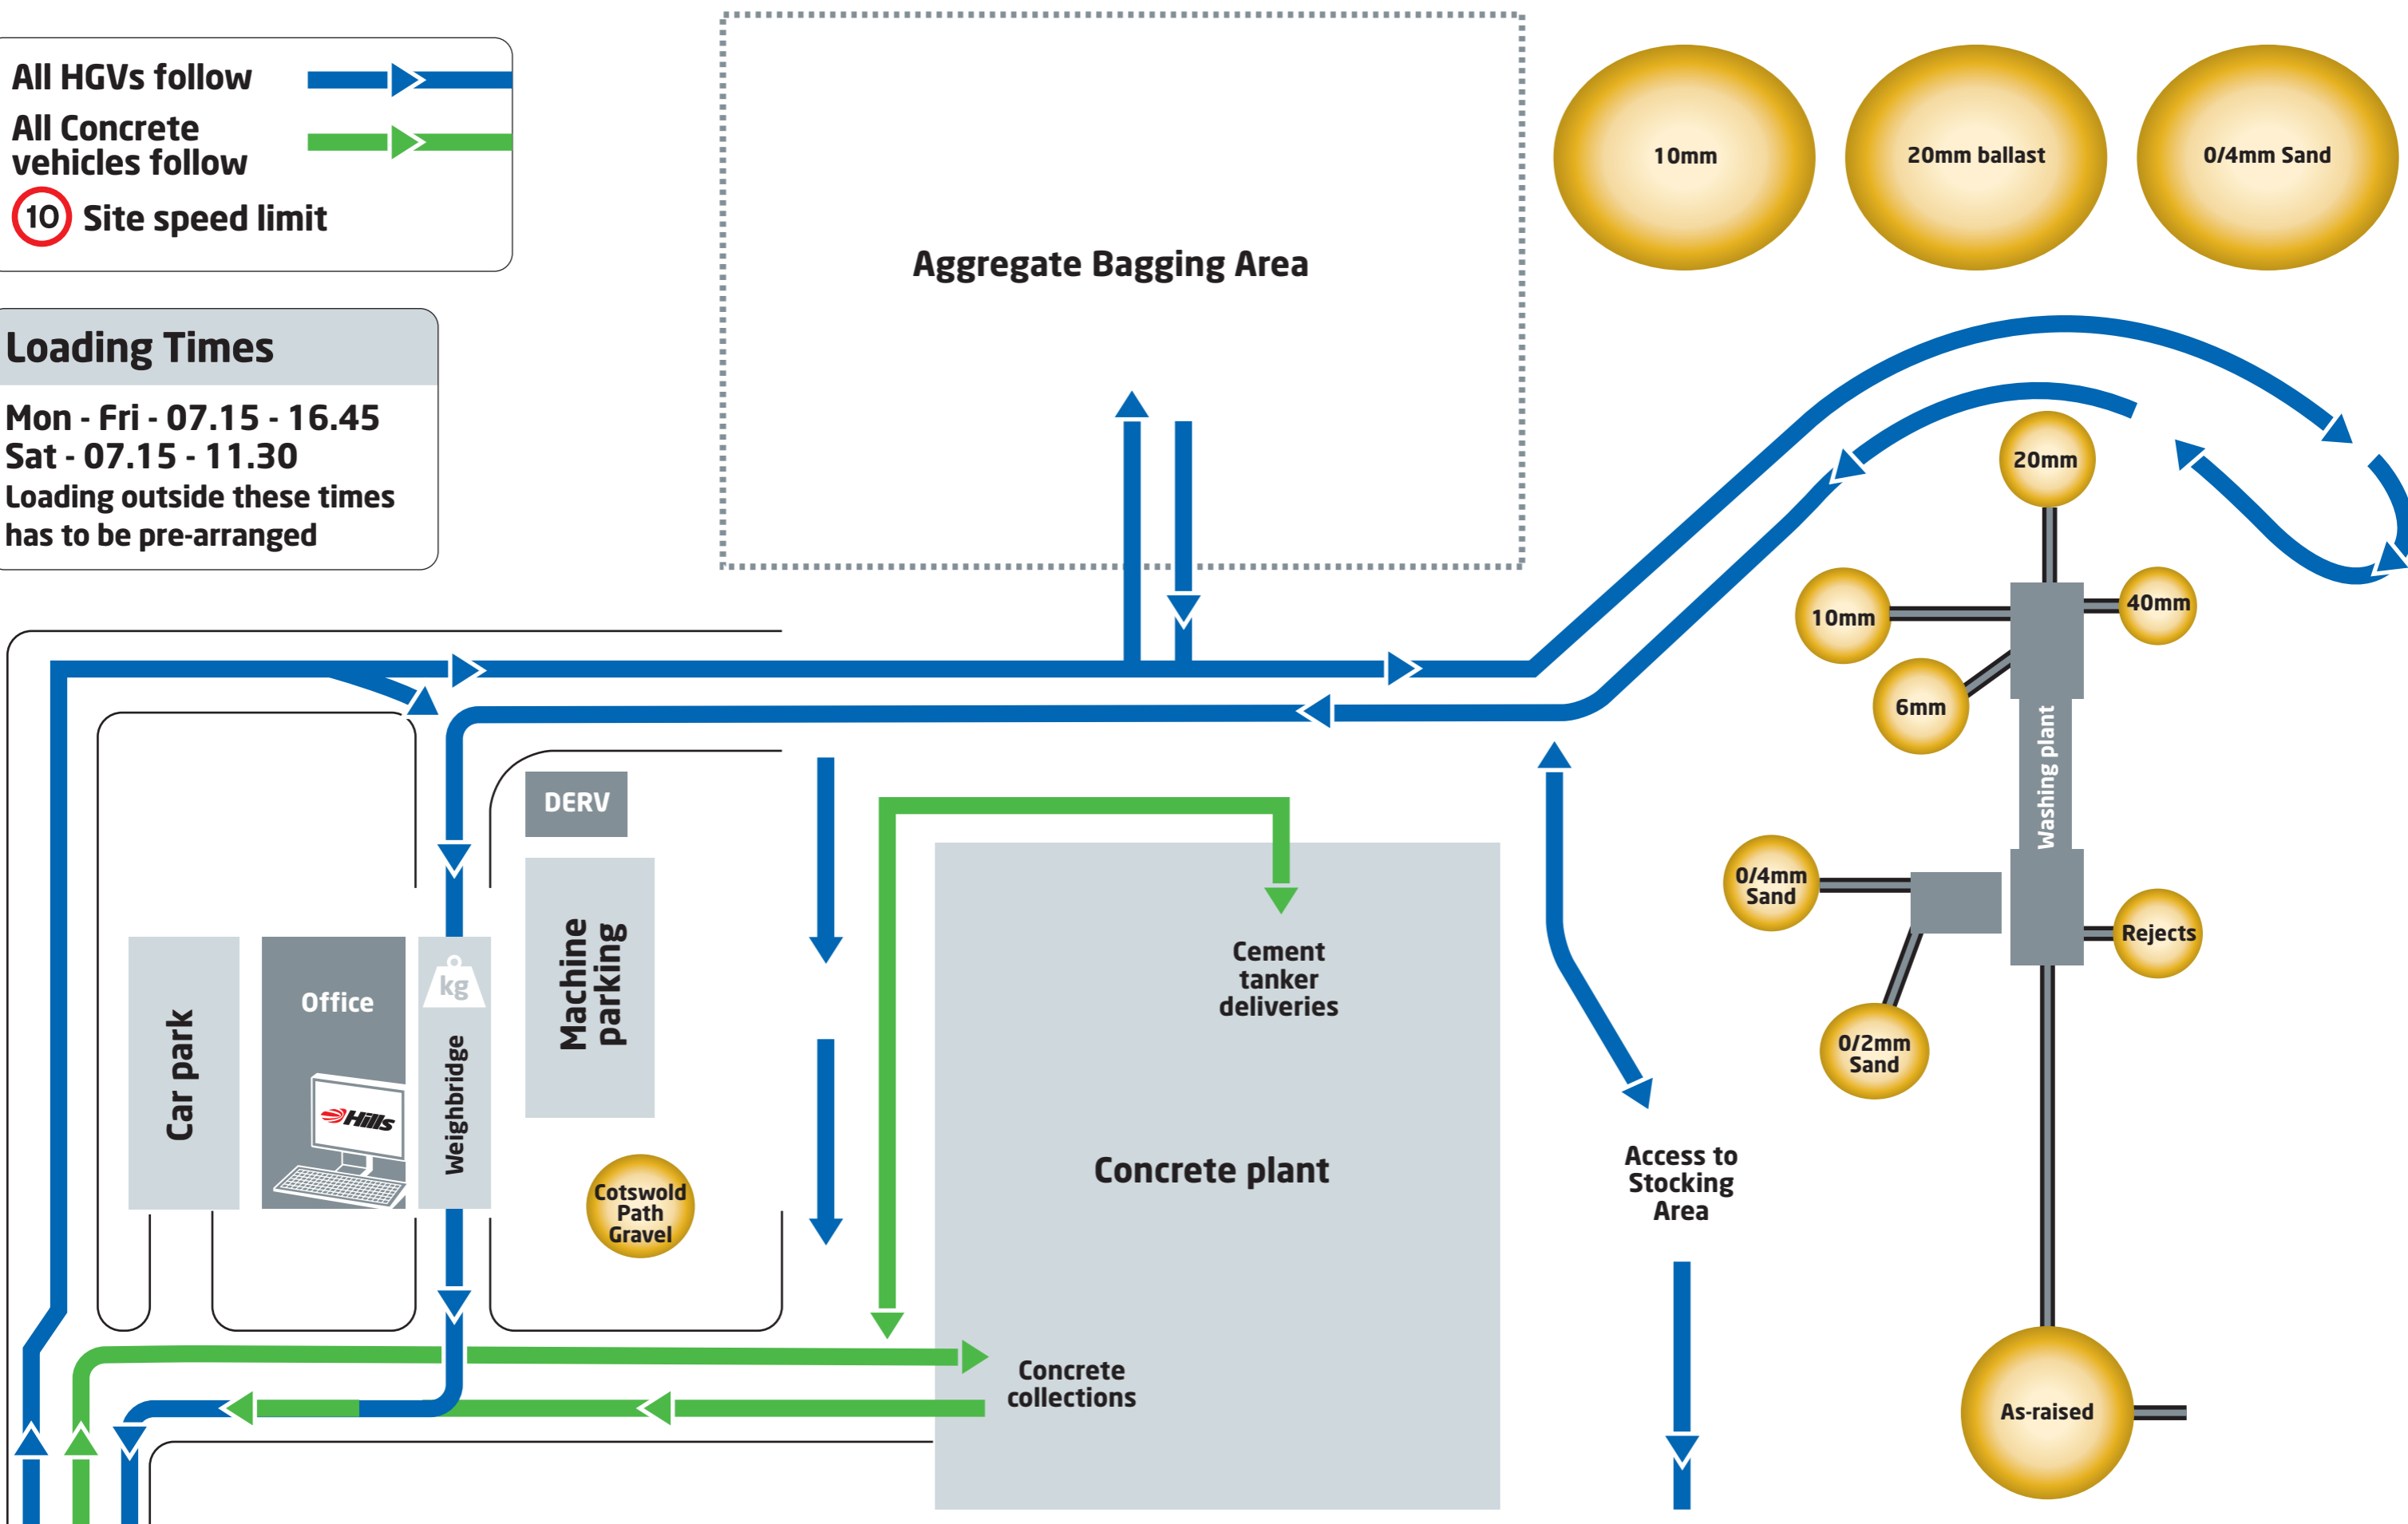 All HGVs follow
All Concrete
vehicles follow
10 Site speed limit
Loading Times
Mon - Fri - 07.15 - 16.45
Sat - 07.15 - 11.30
Loading outside these times
has to be pre-arranged
Aggregate Bagging Area
10mm
20mm ballast
0/4mm Sand
20mm
10mm
40mm
6mm
Washing plant
0/4mm
Sand
Rejects
0/2mm
Sand
As-raised
DERV
Machine
parking
Car park
Office
Hills
kg
Weighbridge
Cotswold
Path
Gravel
Cement
tanker
deliveries
Concrete plant
Concrete
collections
Access to
Stocking
Area